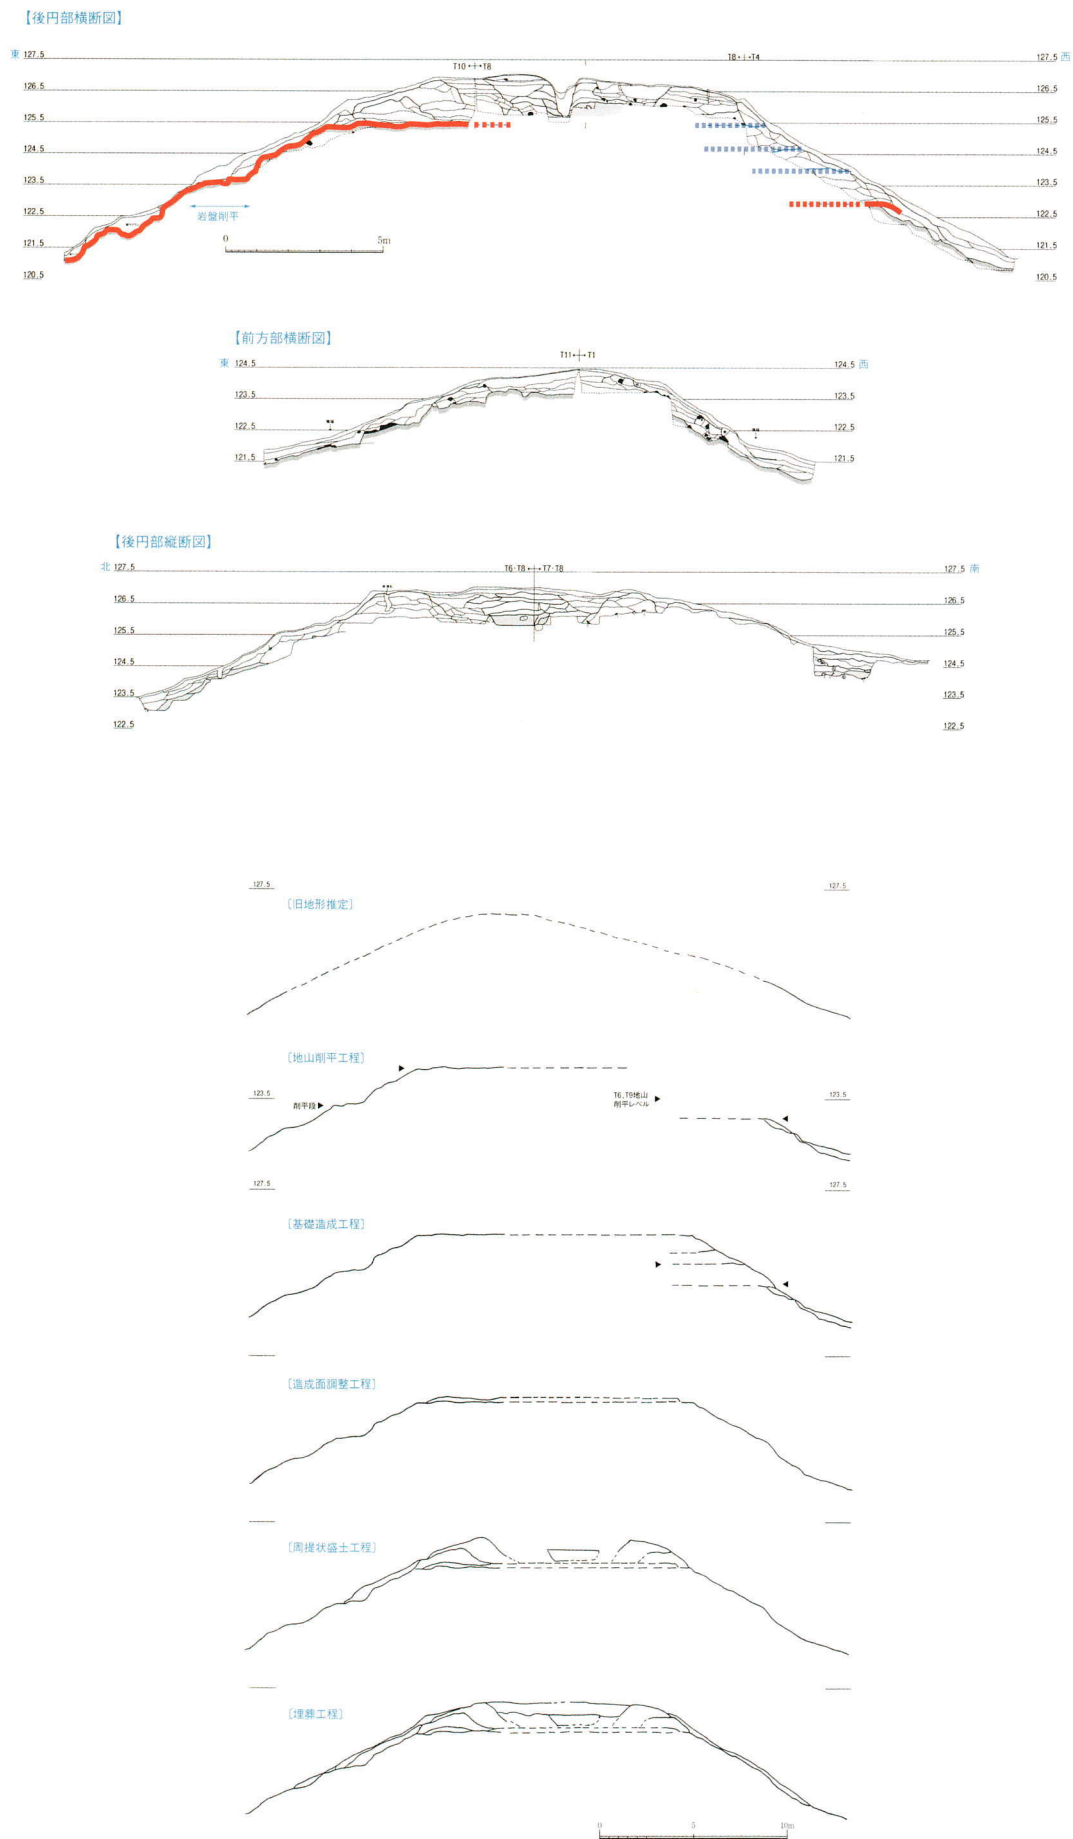 【後円部横断図】
東 127.5
T10 T8
T8 T4
127.5 西
126.5
126.5
125.5
125.5
124.5
124.5
123.5
123.5
122.5
岩盤削平
122.5
121.5
0 5m
121.5
120.5
120.5
【前方部横断図】
T11 T1
東 124.5
124.5 西
123.5
123.5
122.5
122.5
121.5
121.5
【後円部縦断図】
北 127.5
T6·T8 T7·T8
127.5 南
126.5
126.5
125.5
125.5
124.5
124.5
123.5
123.5
122.5
122.5
127.5
127.5
〔旧地形推定〕
〔地山削平工程〕
123.5
削平段
T6,T9地山
削平レベル
123.5
127.5
127.5
〔基礎造成工程〕
〔造成面調整工程〕
〔周提状盛土工程〕
〔埋葬工程〕
0 5 10m